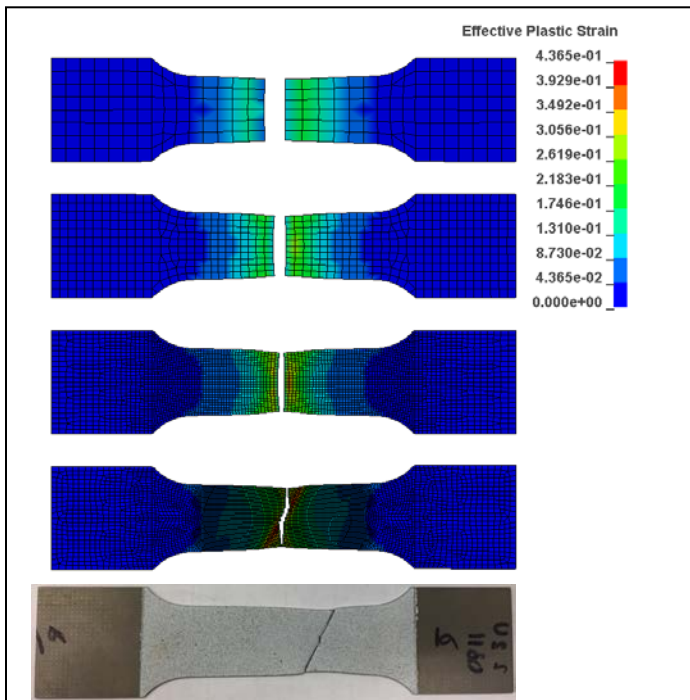 Effective Plastic Strain
4.365e-01
3.929e-01
3.492e-01
3.056e-01
2.619e-01
2.183e-01
1.746e-01
1.310e-01
8.730e-02
4.365e-02
0.000e+00